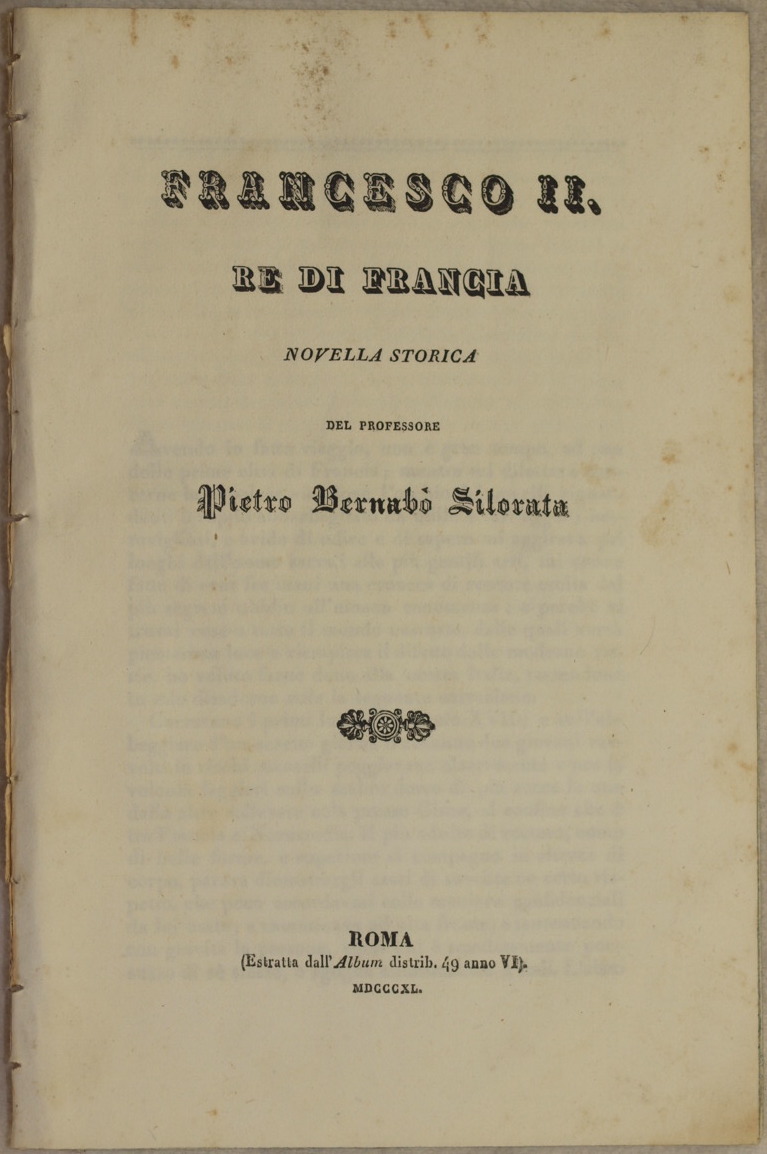 FRANCESCO II.
RE DI FRANCIA
NOVELLA STORICA
DEL PROFESSORE
Pietro Bernabò Silorata
ROMA
(Estratta dall'Album distrib. 49 anno VI).
MDCCCXL.